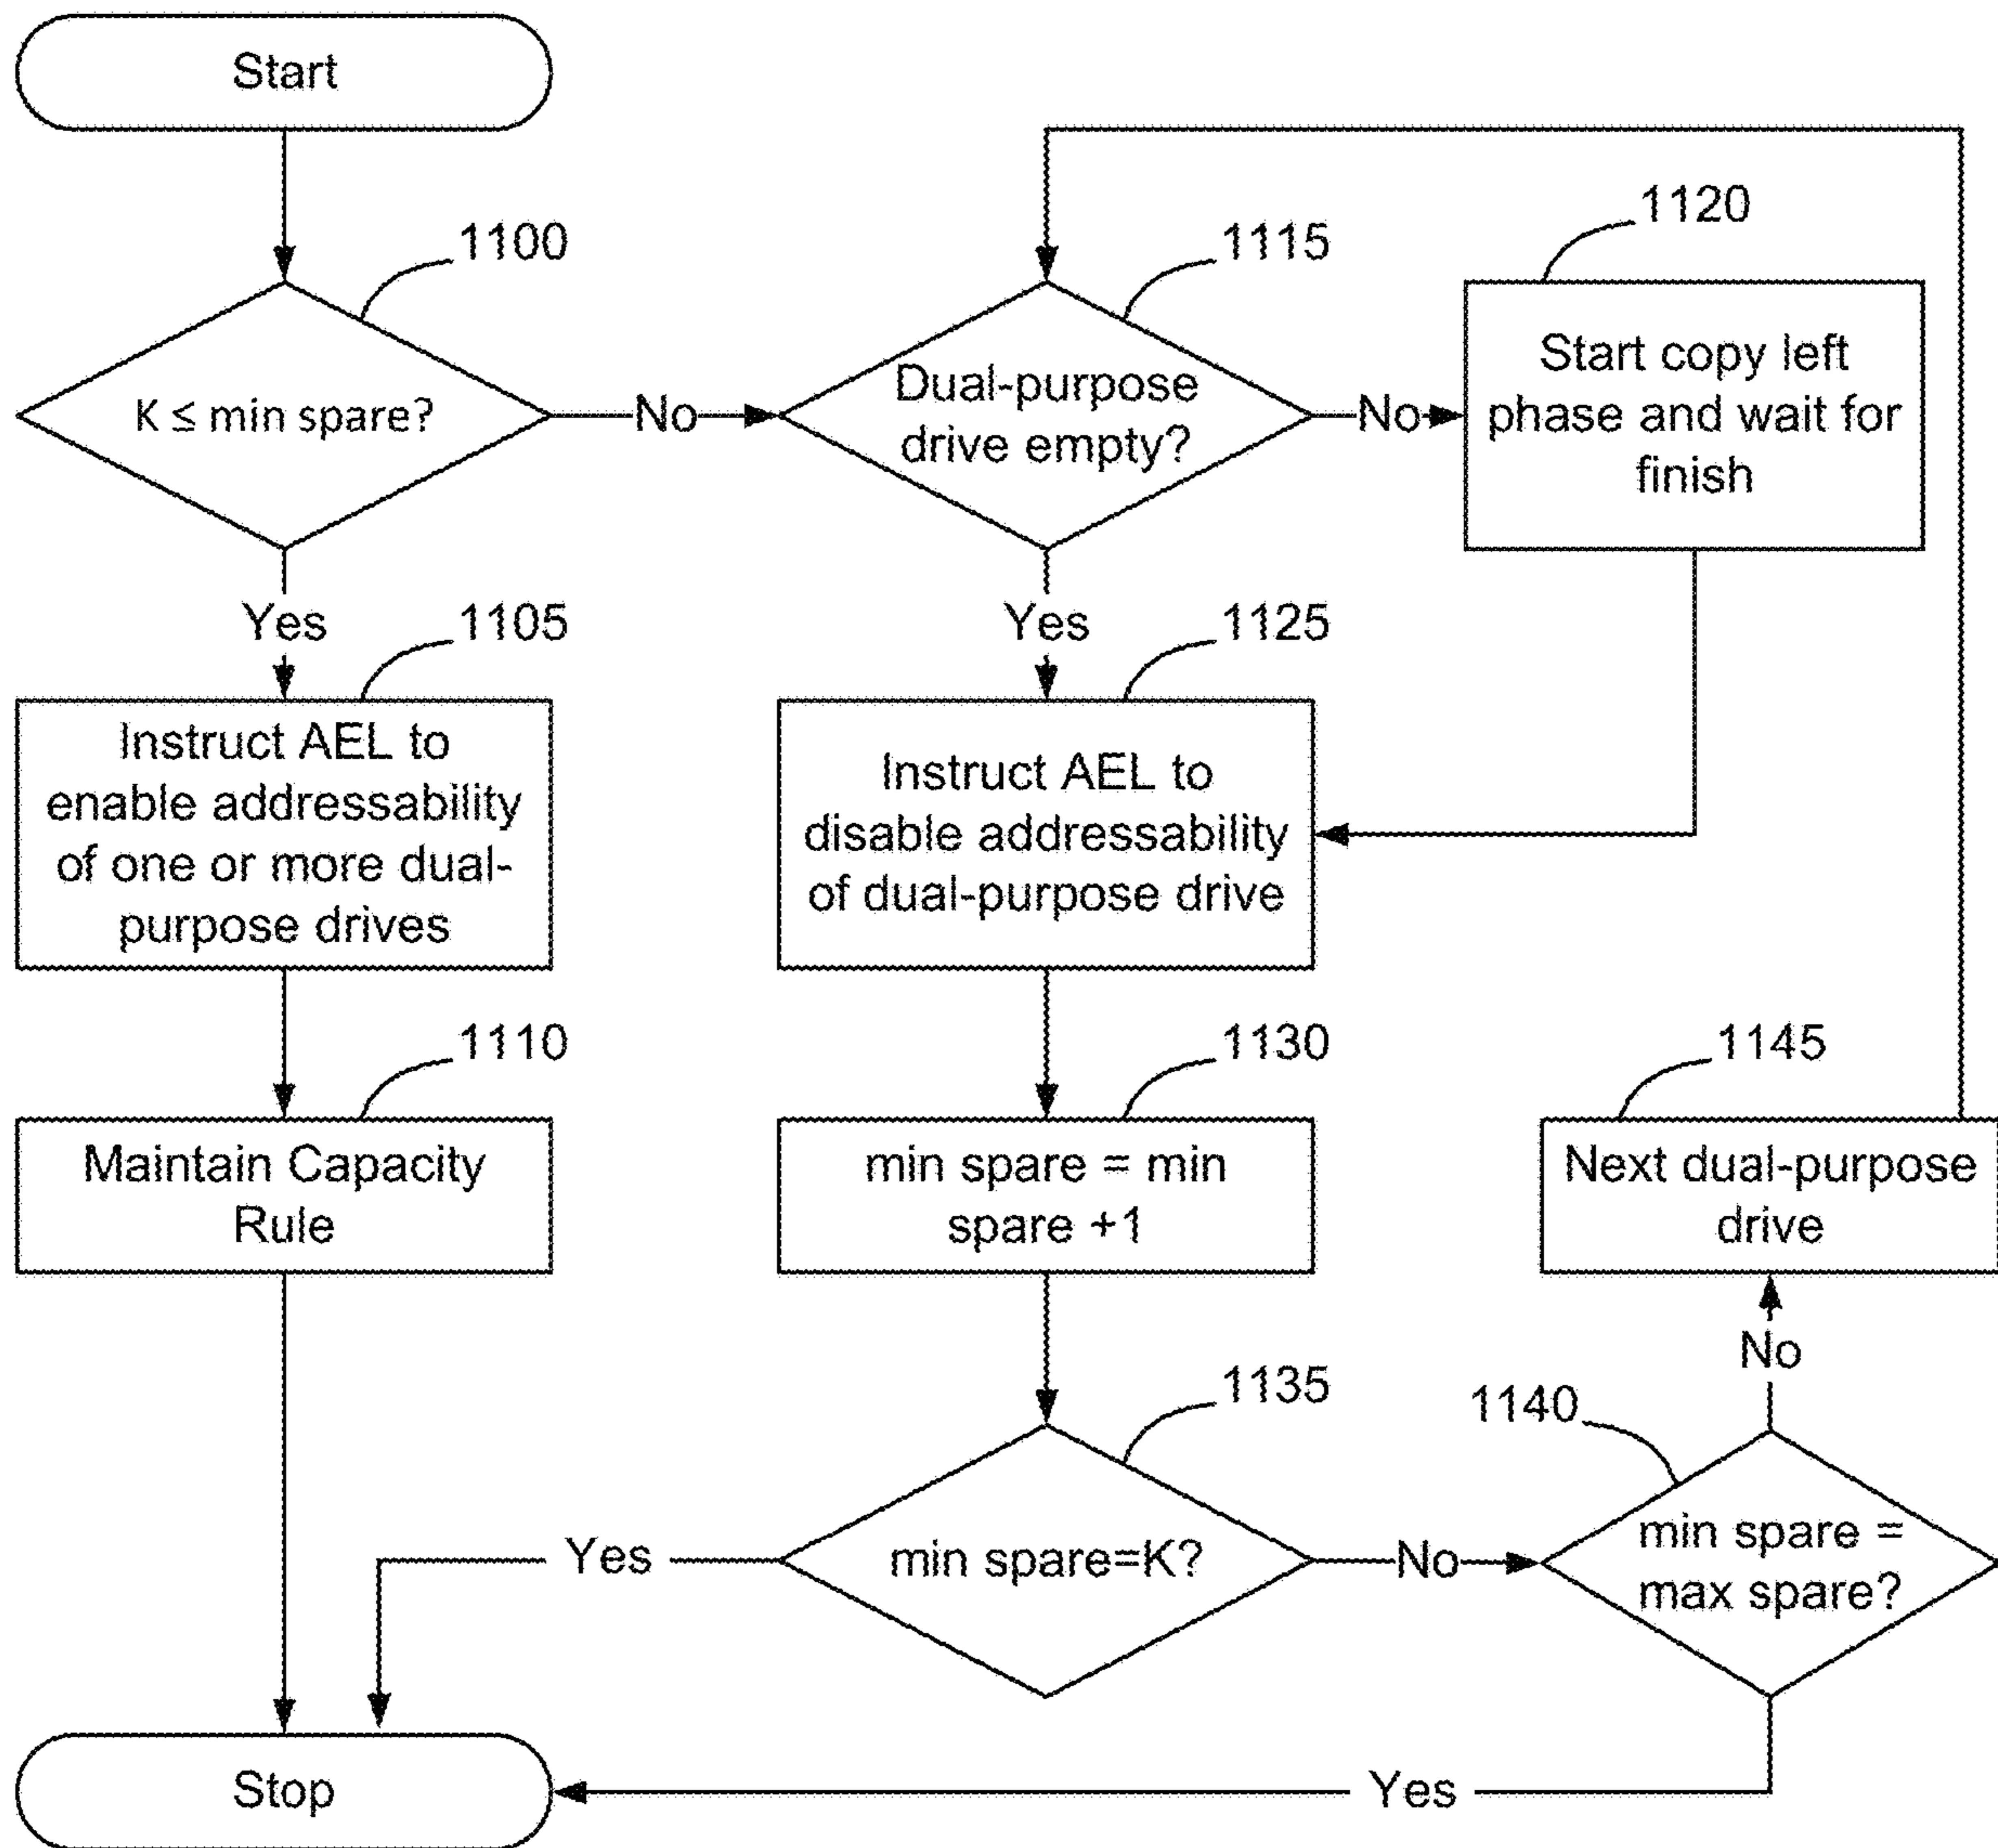 Start
1100
K ≤ min spare?
No
Yes
1105
Instruct AEL to
enable addressability
of one or more dual-
purpose drives
1110
Maintain Capacity
Rule
1115
Dual-purpose
drive empty?
No
1120
Start copy left
phase and wait for
finish
Yes
1125
Instruct AEL to
disable addressability
of dual-purpose drive
1130
min spare = min
spare +1
1135
min spare=K?
Yes
No
1140
min spare =
max spare?
No
1145
Next dual-purpose
drive
Yes
Stop